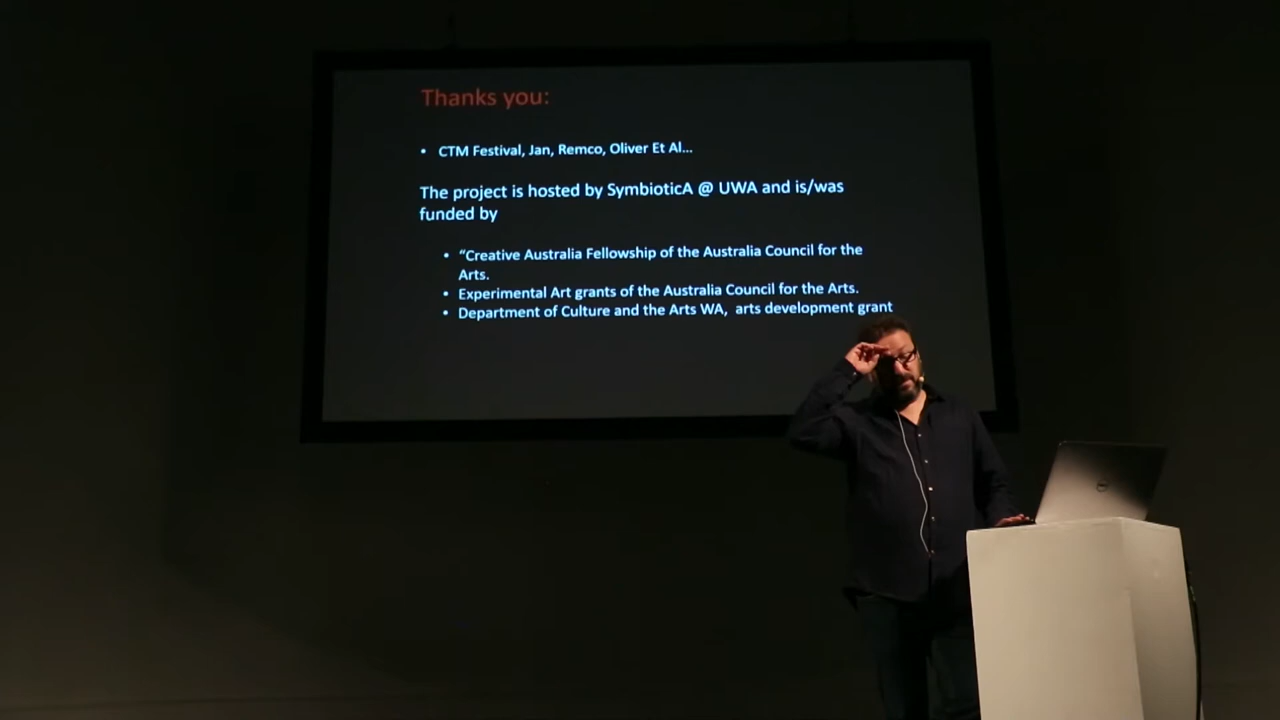 Thanks you:
• CTM Festival, Jan, Remco, Oliver Et Al...
The project is hosted by SymbioticA @ UWA and is/was
funded by
• “Creative Australia Fellowship of the Australia Council for the
Arts.
• Experimental Art grants of the Australia Council for the Arts.
• Department of Culture and the Arts WA, arts development grant